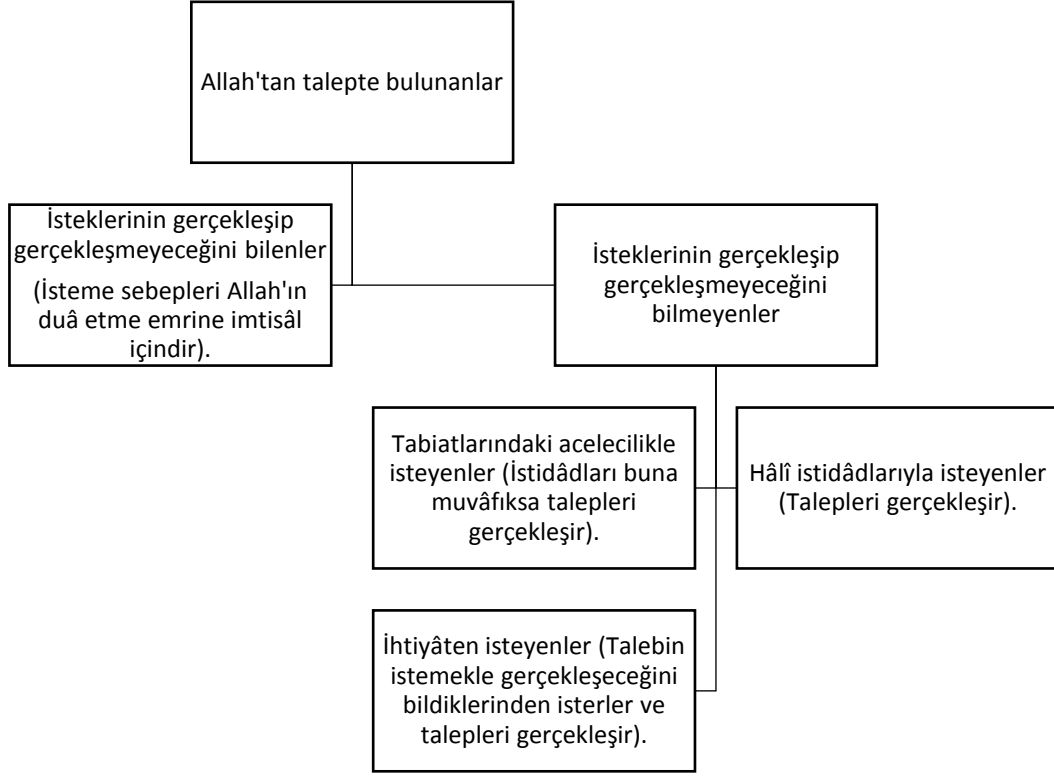 Allah'tan talepte bulunanlar
İsteklerinin gerçekleşip
gerçekleşmeyeceğini bilenler
(İsteme sebepleri Allah'ın
duâ etme emrine imtisâl
içindir).
İsteklerinin gerçekleşip
gerçekleşmeyeceğini
bilmeyenler
Tabiatlarındaki acelecilikle
isteyenler (İstidâdları buna
muvâfıksa talepleri
gerçekleşir).
Hâlî istidâdlarıyla isteyenler
(Talepleri gerçekleşir).
İhtiyâten isteyenler (Talebin
istemekle gerçekleşeceğini
bildiklerinden isterler ve
talepleri gerçekleşir).